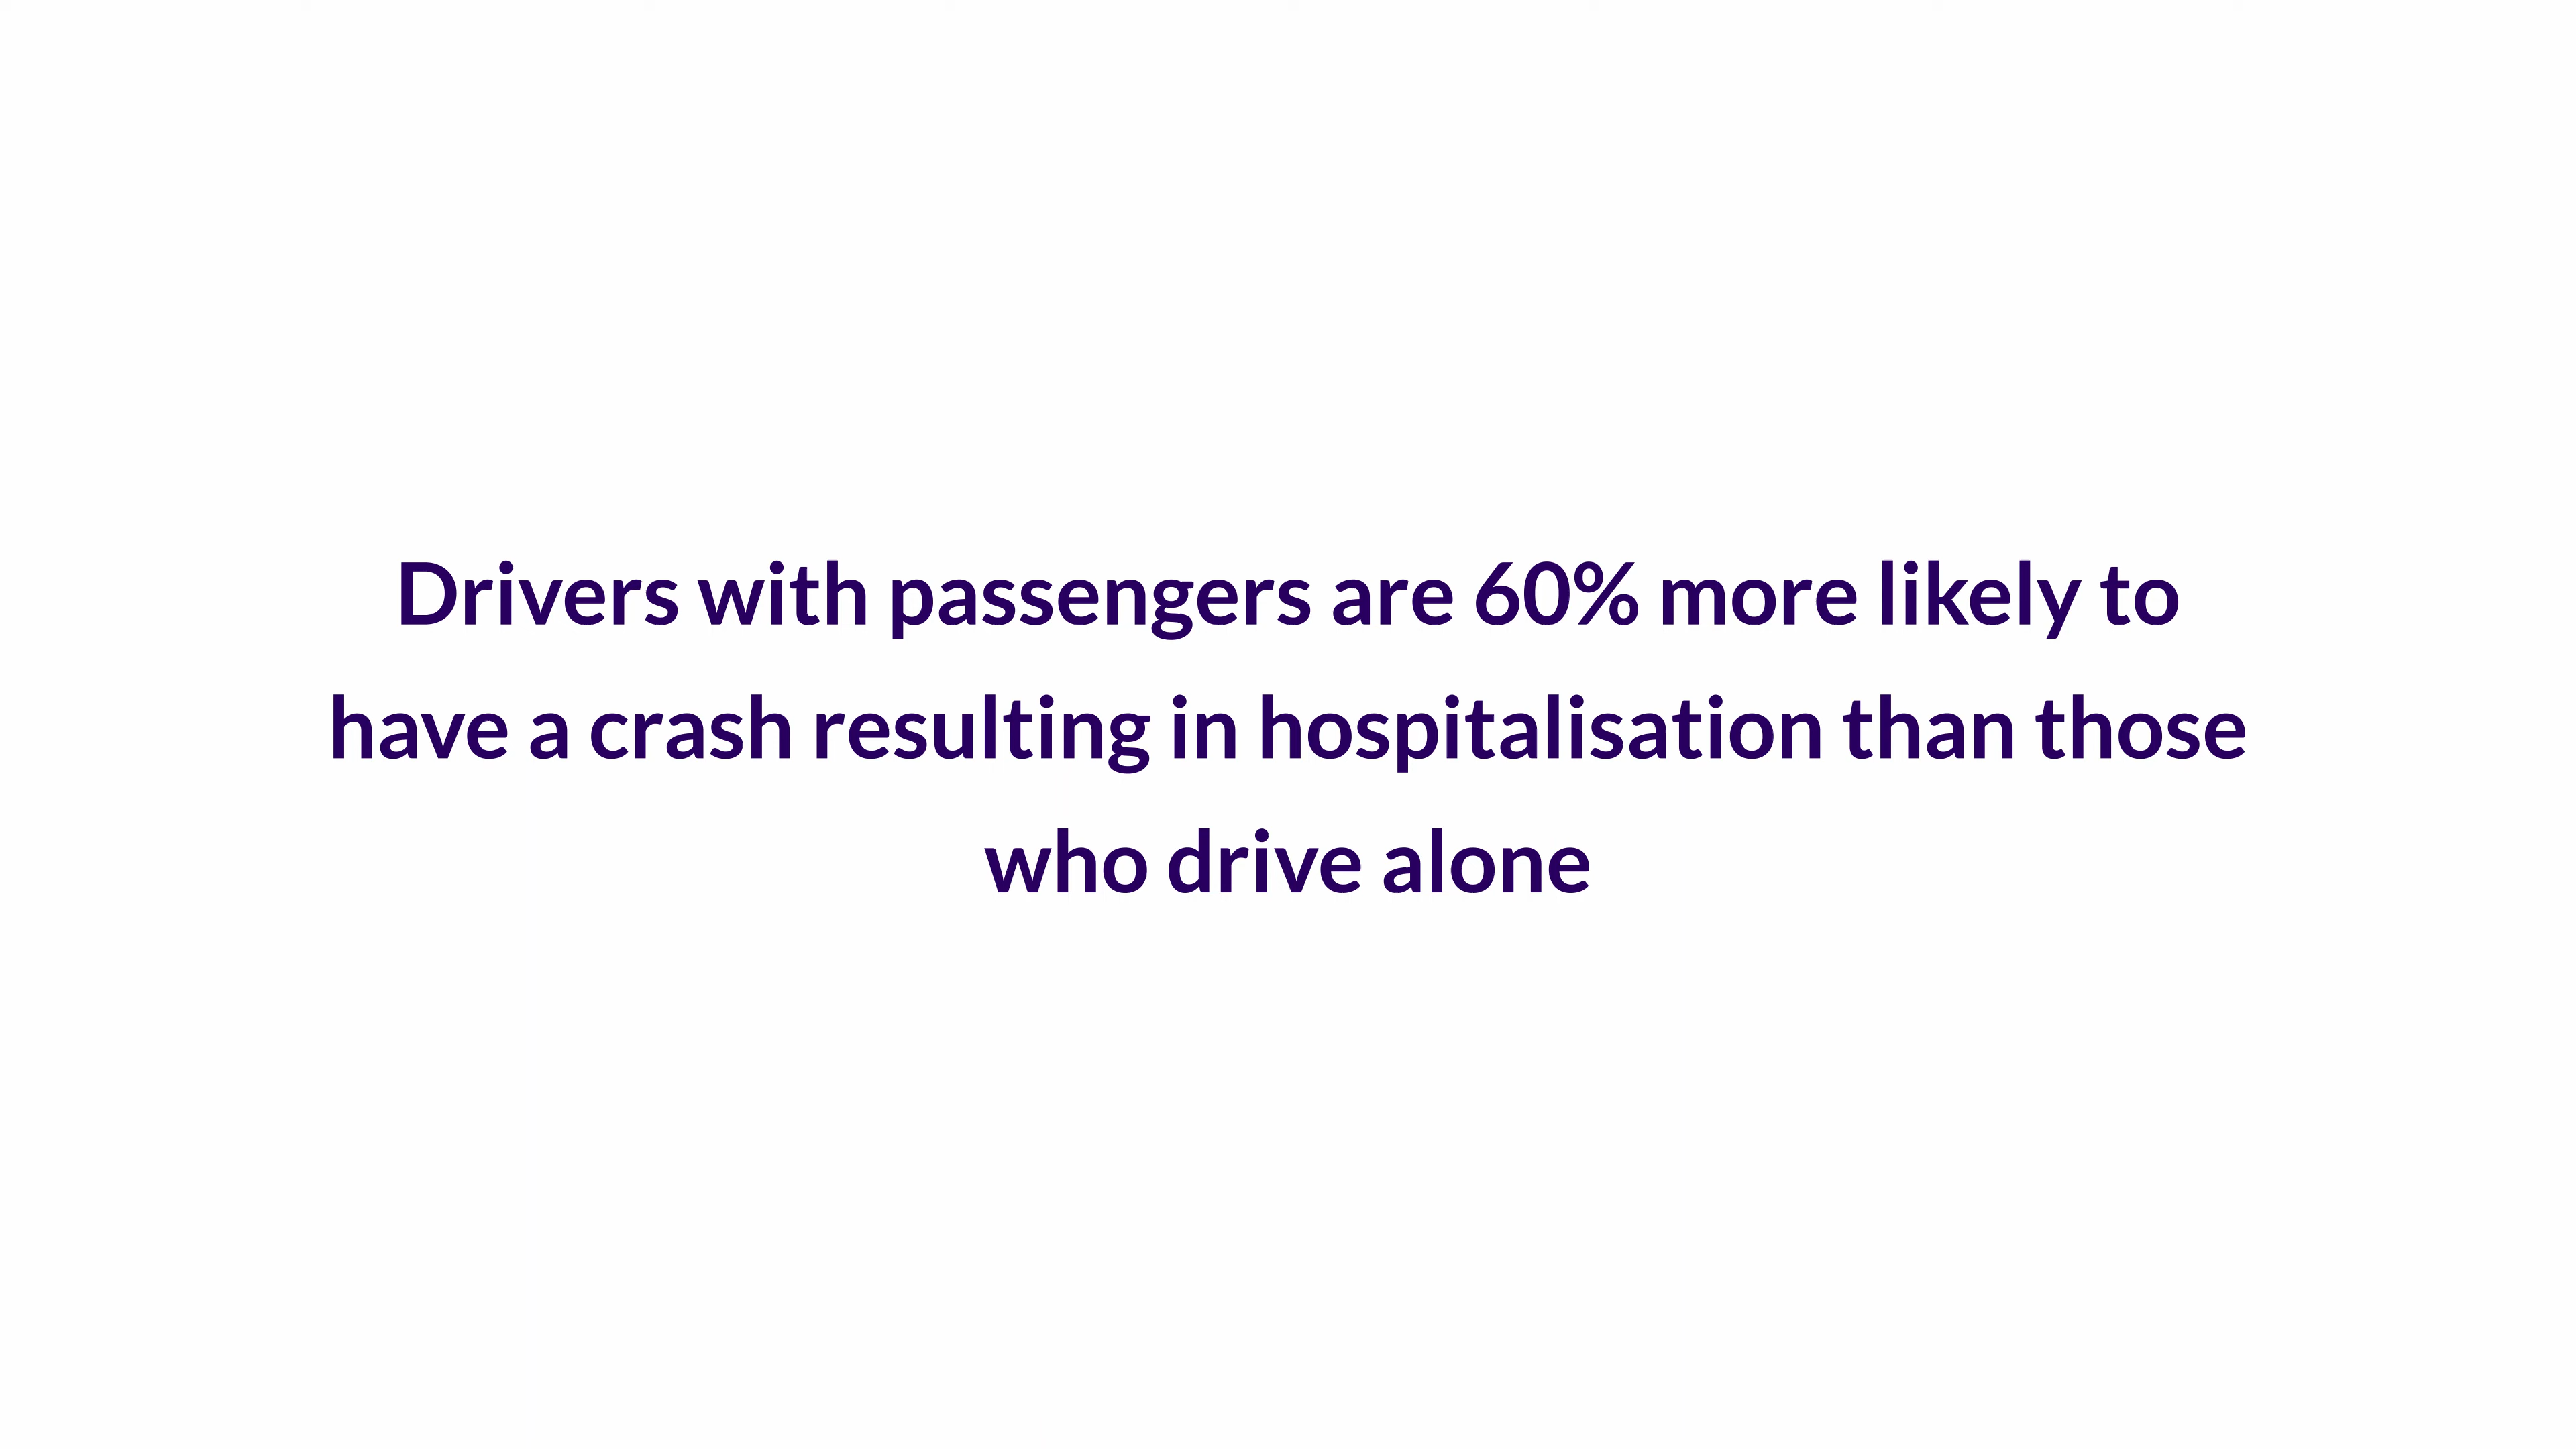 Drivers with passengers are 60% more likely to
have a crash resulting in hospitalisation than those
who drive alone